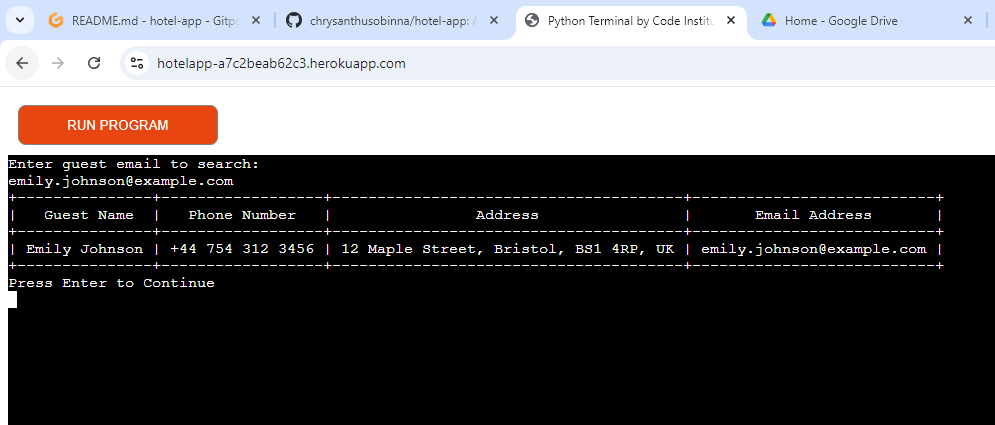 README.md - hotel-app - Gitpo
chrysanthusobinna/hotel-app: A
Python Terminal by Code Institu
Home - Google Drive
hotelapp-a7c2beab62c3.herokuapp.com
RUN PROGRAM
Enter guest email to search:
emily.johnson@example.com
+---------------+------------------+---------------------------------------+---------------------------+
|   Guest Name  |   Phone Number   |                Address                |       Email Address       |
+---------------+------------------+---------------------------------------+---------------------------+
| Emily Johnson | +44 754 312 3456 | 12 Maple Street, Bristol, BS1 4RP, UK | emily.johnson@example.com |
+---------------+------------------+---------------------------------------+---------------------------+
Press Enter to Continue